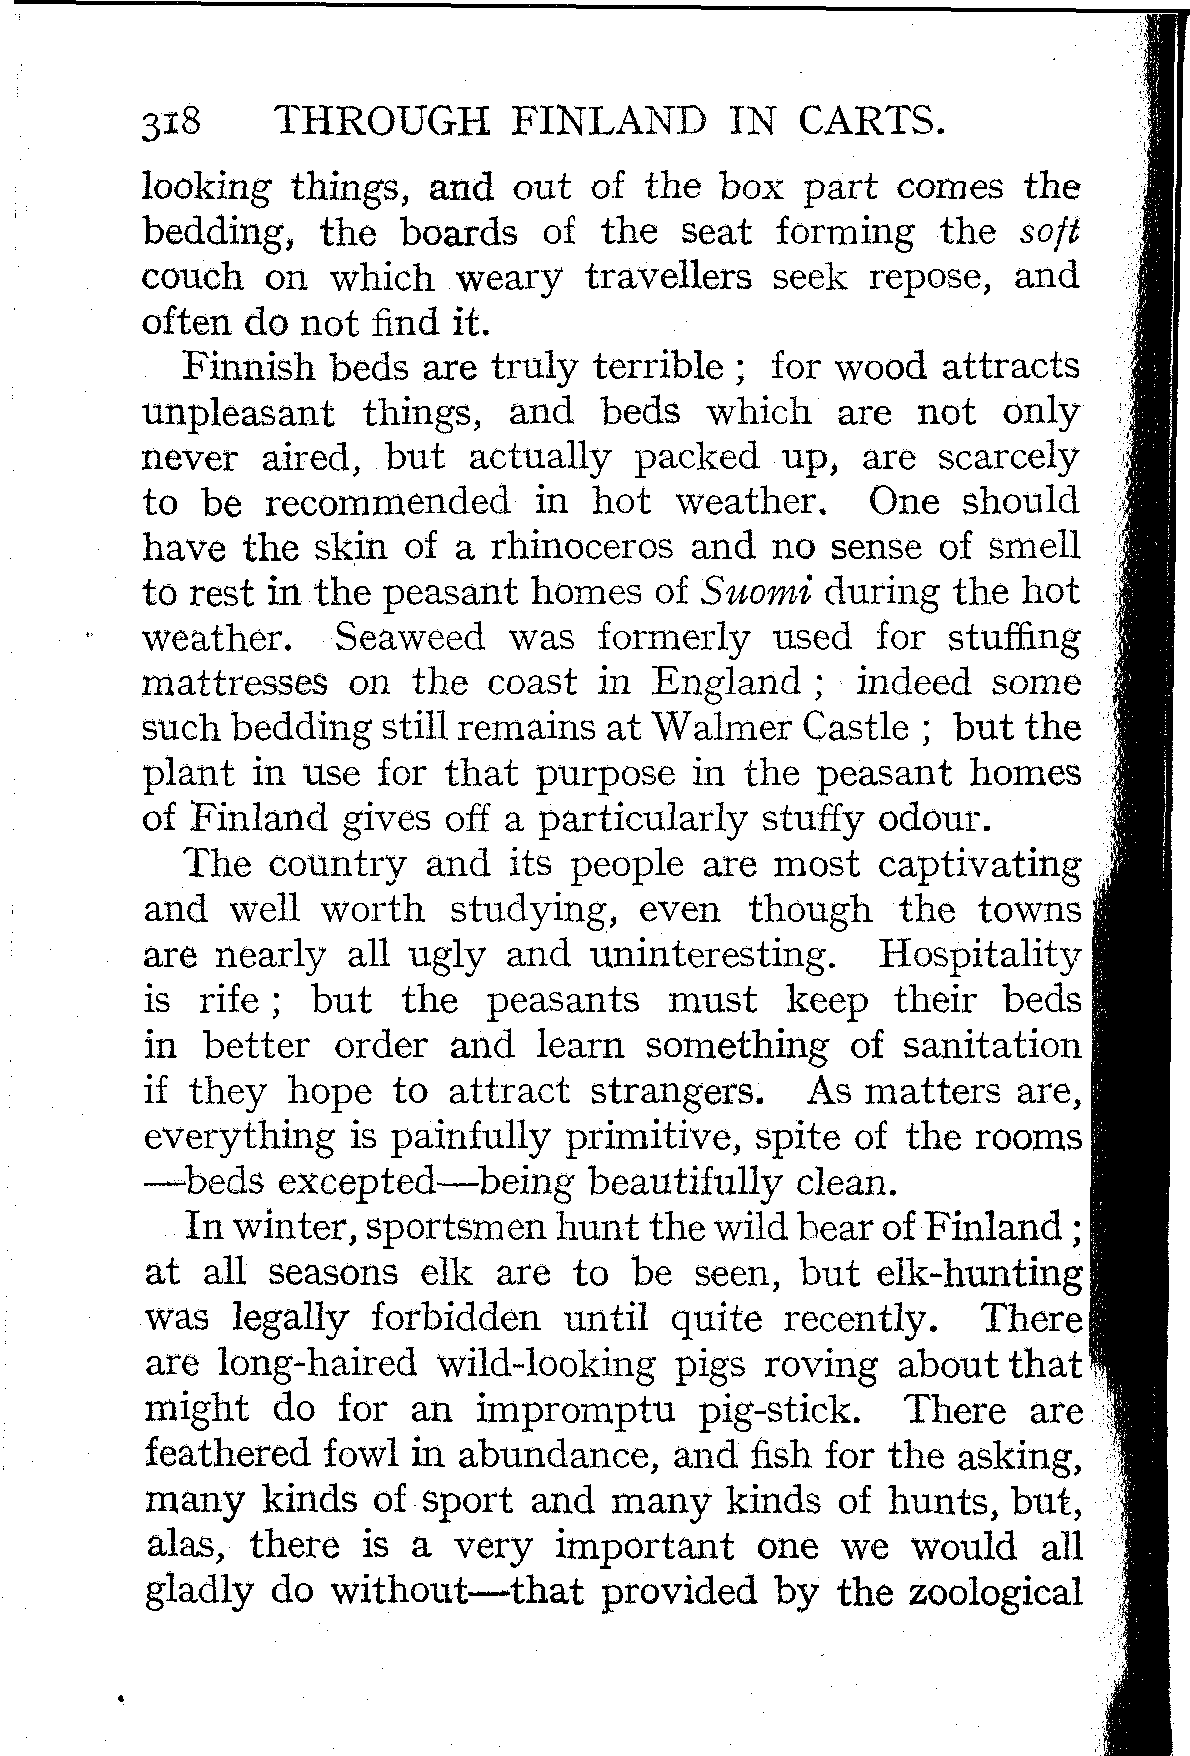 318 THROUGH FINLAND IN CARTS.
looking things, and out of the box part comes the
bedding, the boards of the seat forming the soft
couch on which weary travellers seek repose, and
often do not find it.
Finnish beds are truly terrible ; for wood attracts
unpleasant things, and beds which are not only
never aired, but actually packed up, are scarcely
to be recommended in hot weather. One should
have the skin of a rhinoceros and no sense of smell
to rest in the peasant homes of Suomi during the hot
weather. Seaweed was formerly used for stuffing
mattresses on the coast in England ; indeed some
such bedding still remains at Walmer Castle ; but the
plant in use for that purpose in the peasant homes
of Finland gives off a particularly stuffy odour.
The country and its people are most captivating
and well worth studying, even though the towns
are nearly all ugly and uninteresting. Hospitality
is rife ; but the peasants must keep their beds
in better order and learn something of sanitation
if they hope to attract strangers. As matters are,
everything is painfully primitive, spite of the rooms
—beds excepted—being beautifully clean.
In winter, sportsmen hunt the wild bear of Finland ;
at all seasons elk are to be seen, but elk-hunting
was legally forbidden until quite recently. There
are long-haired wild-looking pigs roving about that
might do for an impromptu pig-stick. There are
feathered fowl in abundance, and fish for the asking,
many kinds of sport and many kinds of hunts, but,
alas, there is a very important one we would all
gladly do without—that provided by the zoological